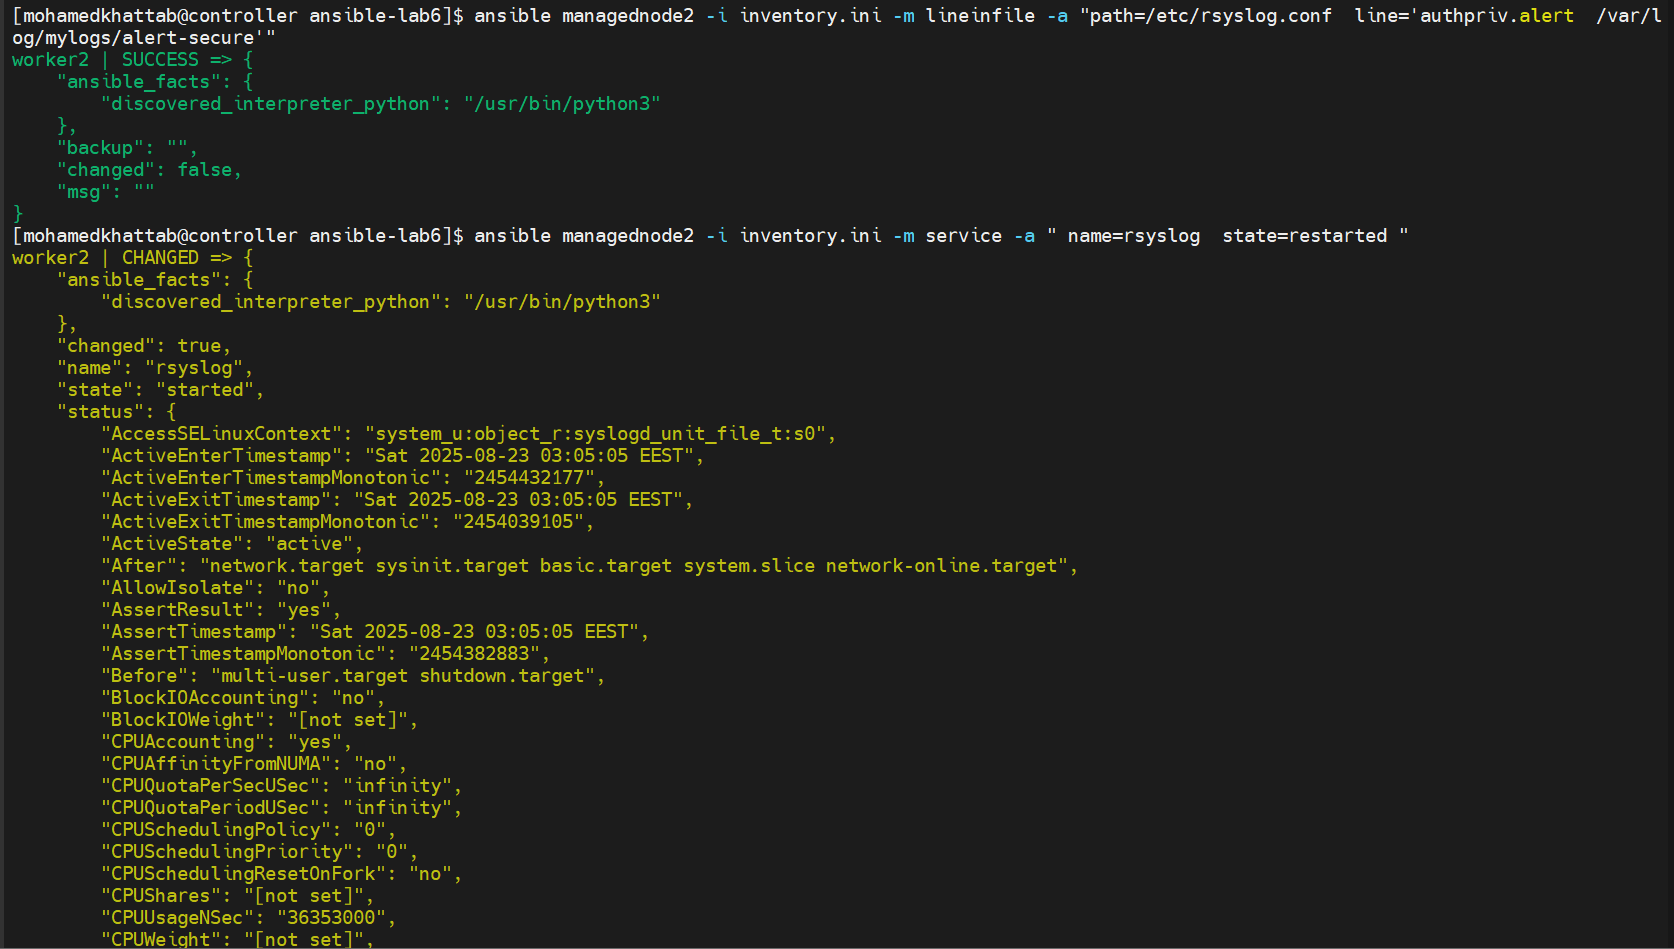 [mohamedkhattab@controller ansible-lab6]$ ansible managednode2 -i inventory.ini -m lineinfile -a "path=/etc/rsyslog.conf  line='authpriv.alert  /var/l
og/mylogs/alert-secure'"
worker2 | SUCCESS => {
    "ansible_facts": {
        "discovered_interpreter_python": "/usr/bin/python3"
    },
    "backup": "",
    "changed": false,
    "msg": ""
}
[mohamedkhattab@controller ansible-lab6]$ ansible managednode2 -i inventory.ini -m service -a " name=rsyslog  state=restarted "
worker2 | CHANGED => {
    "ansible_facts": {
        "discovered_interpreter_python": "/usr/bin/python3"
    },
    "changed": true,
    "name": "rsyslog",
    "state": "started",
    "status": {
        "AccessSELinuxContext": "system_u:object_r:syslogd_unit_file_t:s0",
        "ActiveEnterTimestamp": "Sat 2025-08-23 03:05:05 EEST",
        "ActiveEnterTimestampMonotonic": "2454432177",
        "ActiveExitTimestamp": "Sat 2025-08-23 03:05:05 EEST",
        "ActiveExitTimestampMonotonic": "2454039105",
        "ActiveState": "active",
        "After": "network.target sysinit.target basic.target system.slice network-online.target",
        "AllowIsolate": "no",
        "AssertResult": "yes",
        "AssertTimestamp": "Sat 2025-08-23 03:05:05 EEST",
        "AssertTimestampMonotonic": "2454382883",
        "Before": "multi-user.target shutdown.target",
        "BlockIOAccounting": "no",
        "BlockIOWeight": "[not set]",
        "CPUAccounting": "yes",
        "CPUAffinityFromNUMA": "no",
        "CPUQuotaPerSecUSec": "infinity",
        "CPUQuotaPeriodUSec": "infinity",
        "CPUSchedulingPolicy": "0",
        "CPUSchedulingPriority": "0",
        "CPUSchedulingResetOnFork": "no",
        "CPUShares": "[not set]",
        "CPUUsageNSec": "36353000",
        "CPUWeight": "[not set]",